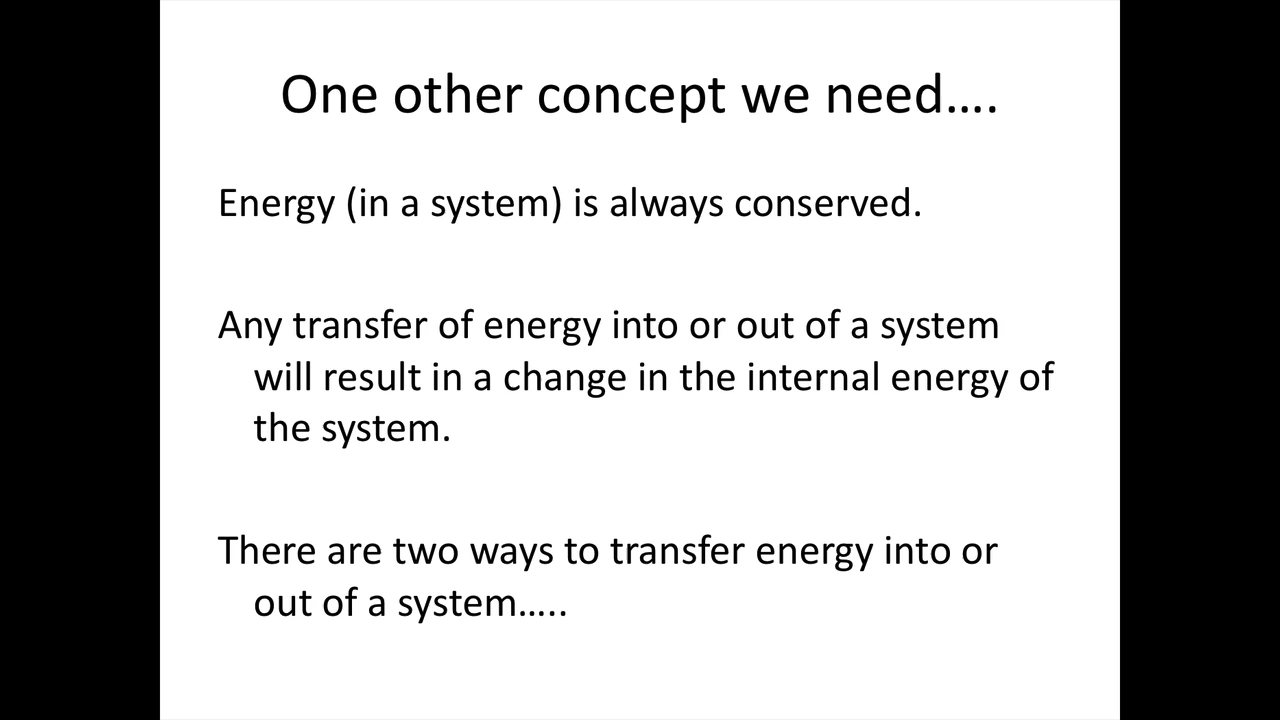 One other concept we need….
Energy (in a system) is always conserved.
Any transfer of energy into or out of a system
will result in a change in the internal energy of
the system.
There are two ways to transfer energy into or
out of a system…..